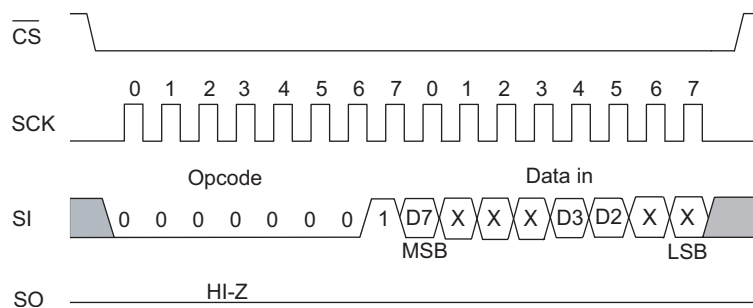 CS
0 1 2 3 4 5 6 7 0 1 2 3 4 5 6 7
SCK
Opcode Data in
SI 0 0 0 0 0 0 0 1 D7 X X X D3 D2 X X
MSB LSB
HI-Z
SO